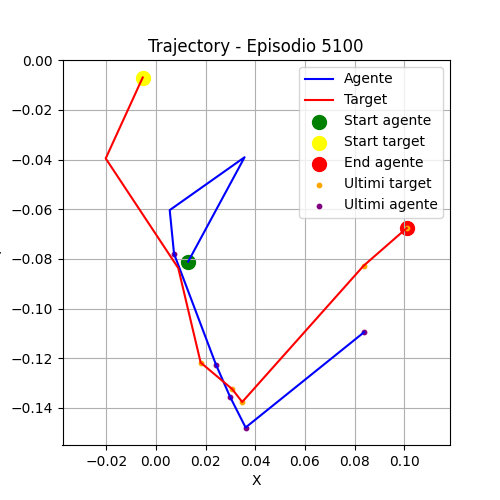 Trajectory - Episodio 5100
Agente
Target
Start agente
Start target
End agente
Ultimi target
Ultimi agente
0.00
−0.02
−0.04
−0.06
−0.08
−0.10
−0.12
−0.14
−0.02
0.00
0.02
0.04
0.06
0.08
0.10
X